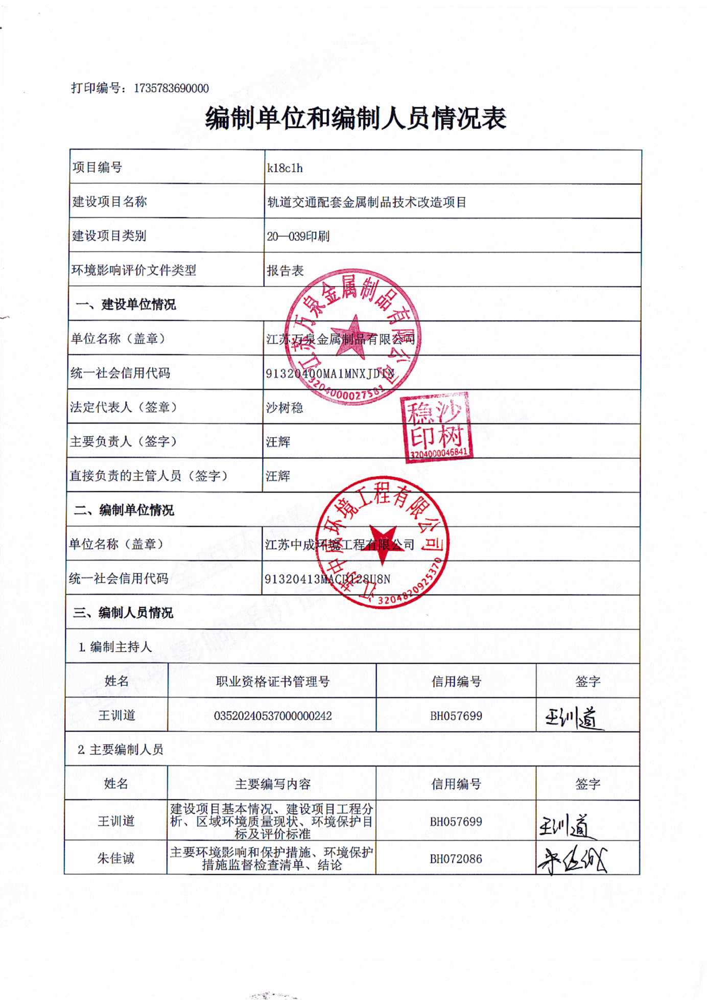 打印编号：1735783690000
编制单位和编制人员情况表
项目编号 k18c1h
建设项目名称 轨道交通配套金属制品技术改造项目
建设项目类别 20—039印刷
环境影响评价文件类型 报告表
一、建设单位情况
单位名称（盖章） 江苏万泉金属制品有限公司
统一社会信用代码 91320400MA1MNXJD1N
法定代表人（签章） 沙树稳
主要负责人（签字） 汪辉
直接负责的主管人员（签字） 汪辉
二、编制单位情况
单位名称（盖章） 江苏中成环境工程有限公司
统一社会信用代码 91320413MACD128U8N
三、编制人员情况
1. 编制主持人
姓名 职业资格证书管理号 信用编号 签字
王训道 03520240537000000242 BH057699 王训道
2. 主要编制人员
姓名 主要编写内容 信用编号 签字
王训道 建设项目基本情况、建设项目工程分
析、区域环境质量现状、环境保护目
标及评价标准 BH057699 王训道
朱佳诚 主要环境影响和保护措施、环境保护
措施监督检查清单、结论 BH072086 朱佳诚
江苏万泉金属制品有限公司
3204000027581
稳沙
印树
3204000046841
江苏中成环境工程有限公司
3204820925370